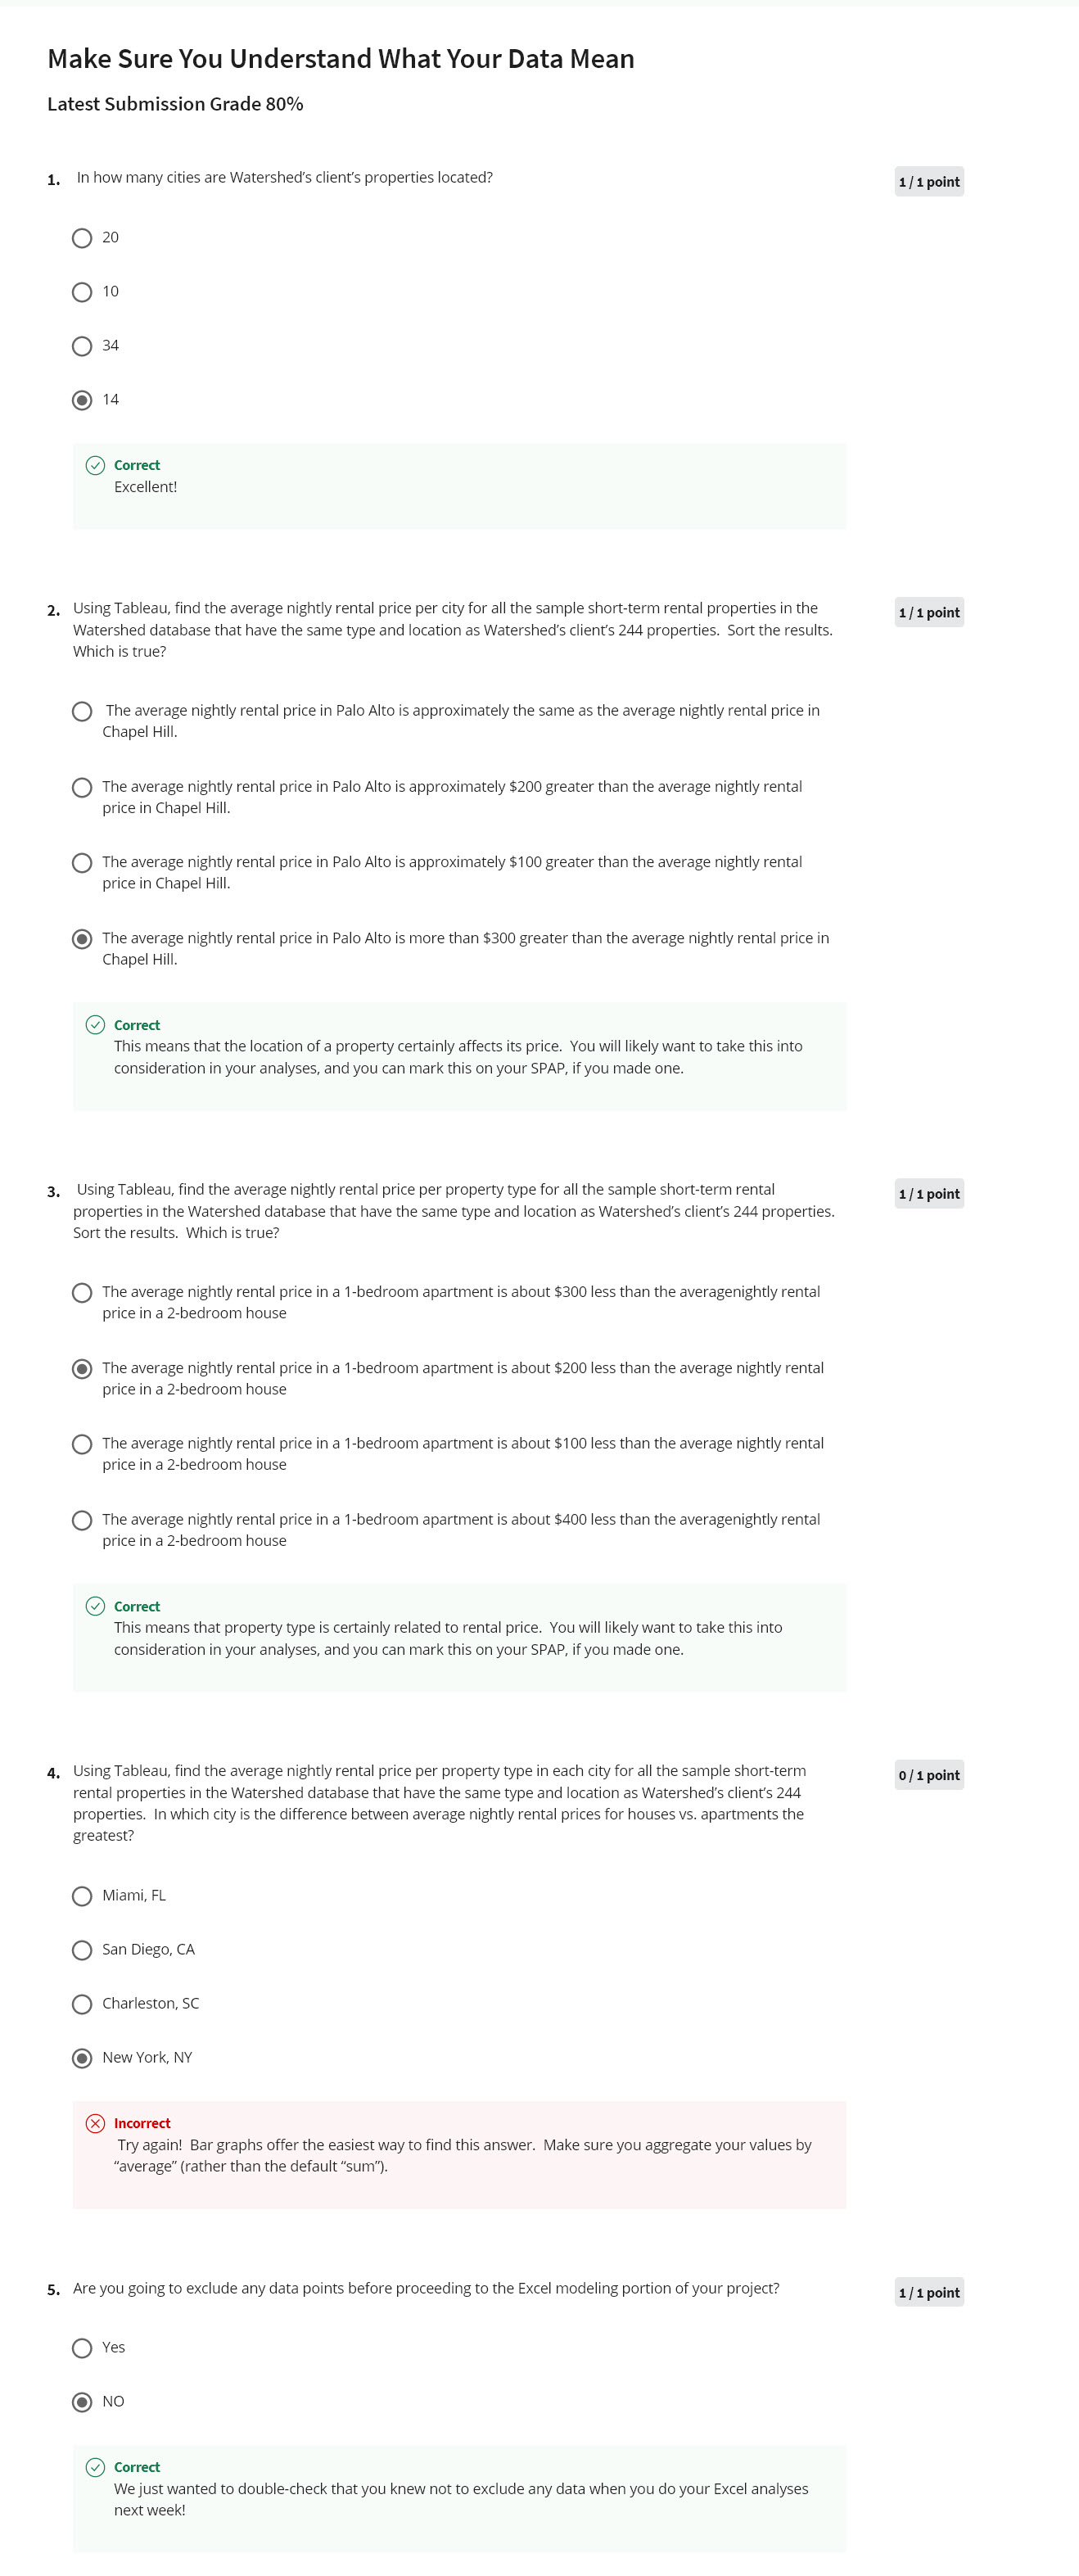 Make Sure You Understand What Your Data Mean
Latest Submission Grade 80%
1. In how many cities are Watershed's client's properties located?
1 / 1 point
20
10
34
14
Correct
Excellent!
2. Using Tableau, find the average nightly rental price per city for all the sample short-term rental properties in the
1 / 1 point
Watershed database that have the same type and location as Watershed's client's 244 properties. Sort the results.
Which is true?
The average nightly rental price in Palo Alto is approximately the same as the average nightly rental price in
Chapel Hill.
The average nightly rental price in Palo Alto is approximately $200 greater than the average nightly rental
price in Chapel Hill.
The average nightly rental price in Palo Alto is approximately $100 greater than the average nightly rental
price in Chapel Hill.
The average nightly rental price in Palo Alto is more than $300 greater than the average nightly rental price in
Chapel Hill.
Correct
This means that the location of a property certainly affects its price. You will likely want to take this into
consideration in your analyses, and you can mark this on your SPAP, if you made one.
3. Using Tableau, find the average nightly rental price per property type for all the sample short-term rental
1 / 1 point
properties in the Watershed database that have the same type and location as Watershed's client's 244 properties.
Sort the results. Which is true?
The average nightly rental price in a 1-bedroom apartment is about $300 less than the averagenightly rental
price in a 2-bedroom house
The average nightly rental price in a 1-bedroom apartment is about $200 less than the average nightly rental
price in a 2-bedroom house
The average nightly rental price in a 1-bedroom apartment is about $100 less than the average nightly rental
price in a 2-bedroom house
The average nightly rental price in a 1-bedroom apartment is about $400 less than the averagenightly rental
price in a 2-bedroom house
Correct
This means that property type is certainly related to rental price. You will likely want to take this into
consideration in your analyses, and you can mark this on your SPAP, if you made one.
4. Using Tableau, find the average nightly rental price per property type in each city for all the sample short-term
0 / 1 point
rental properties in the Watershed database that have the same type and location as Watershed's client's 244
properties. In which city is the difference between average nightly rental prices for houses vs. apartments the
greatest?
Miami, FL
San Diego, CA
Charleston, SC
New York, NY
Incorrect
Try again! Bar graphs offer the easiest way to find this answer. Make sure you aggregate your values by
“average” (rather than the default “sum”).
5. Are you going to exclude any data points before proceeding to the Excel modeling portion of your project?
1 / 1 point
Yes
NO
Correct
We just wanted to double-check that you knew not to exclude any data when you do your Excel analyses
next week!